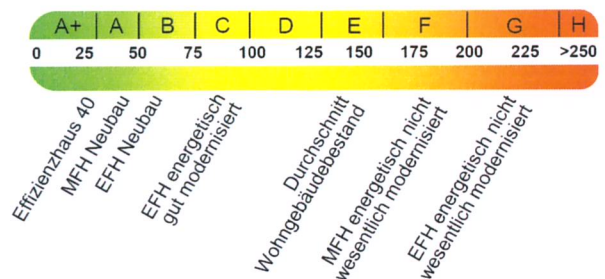 A+ A B C D E F G H
0 25 50 75 100 125 150 175 200 225 >250
Effizienzhaus 40
MFH Neubau
EFH Neubau
EFH energetisch
gut modernisiert
Durchschnitt
Wohngebäudebestand
MFH energetisch nicht
wesentlich modernisiert
EFH energetisch nicht
wesentlich modernisiert